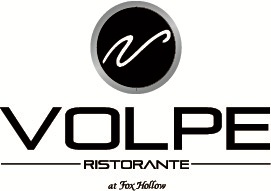 V
VOLPE
RISTORANTE
at Fox Hollow